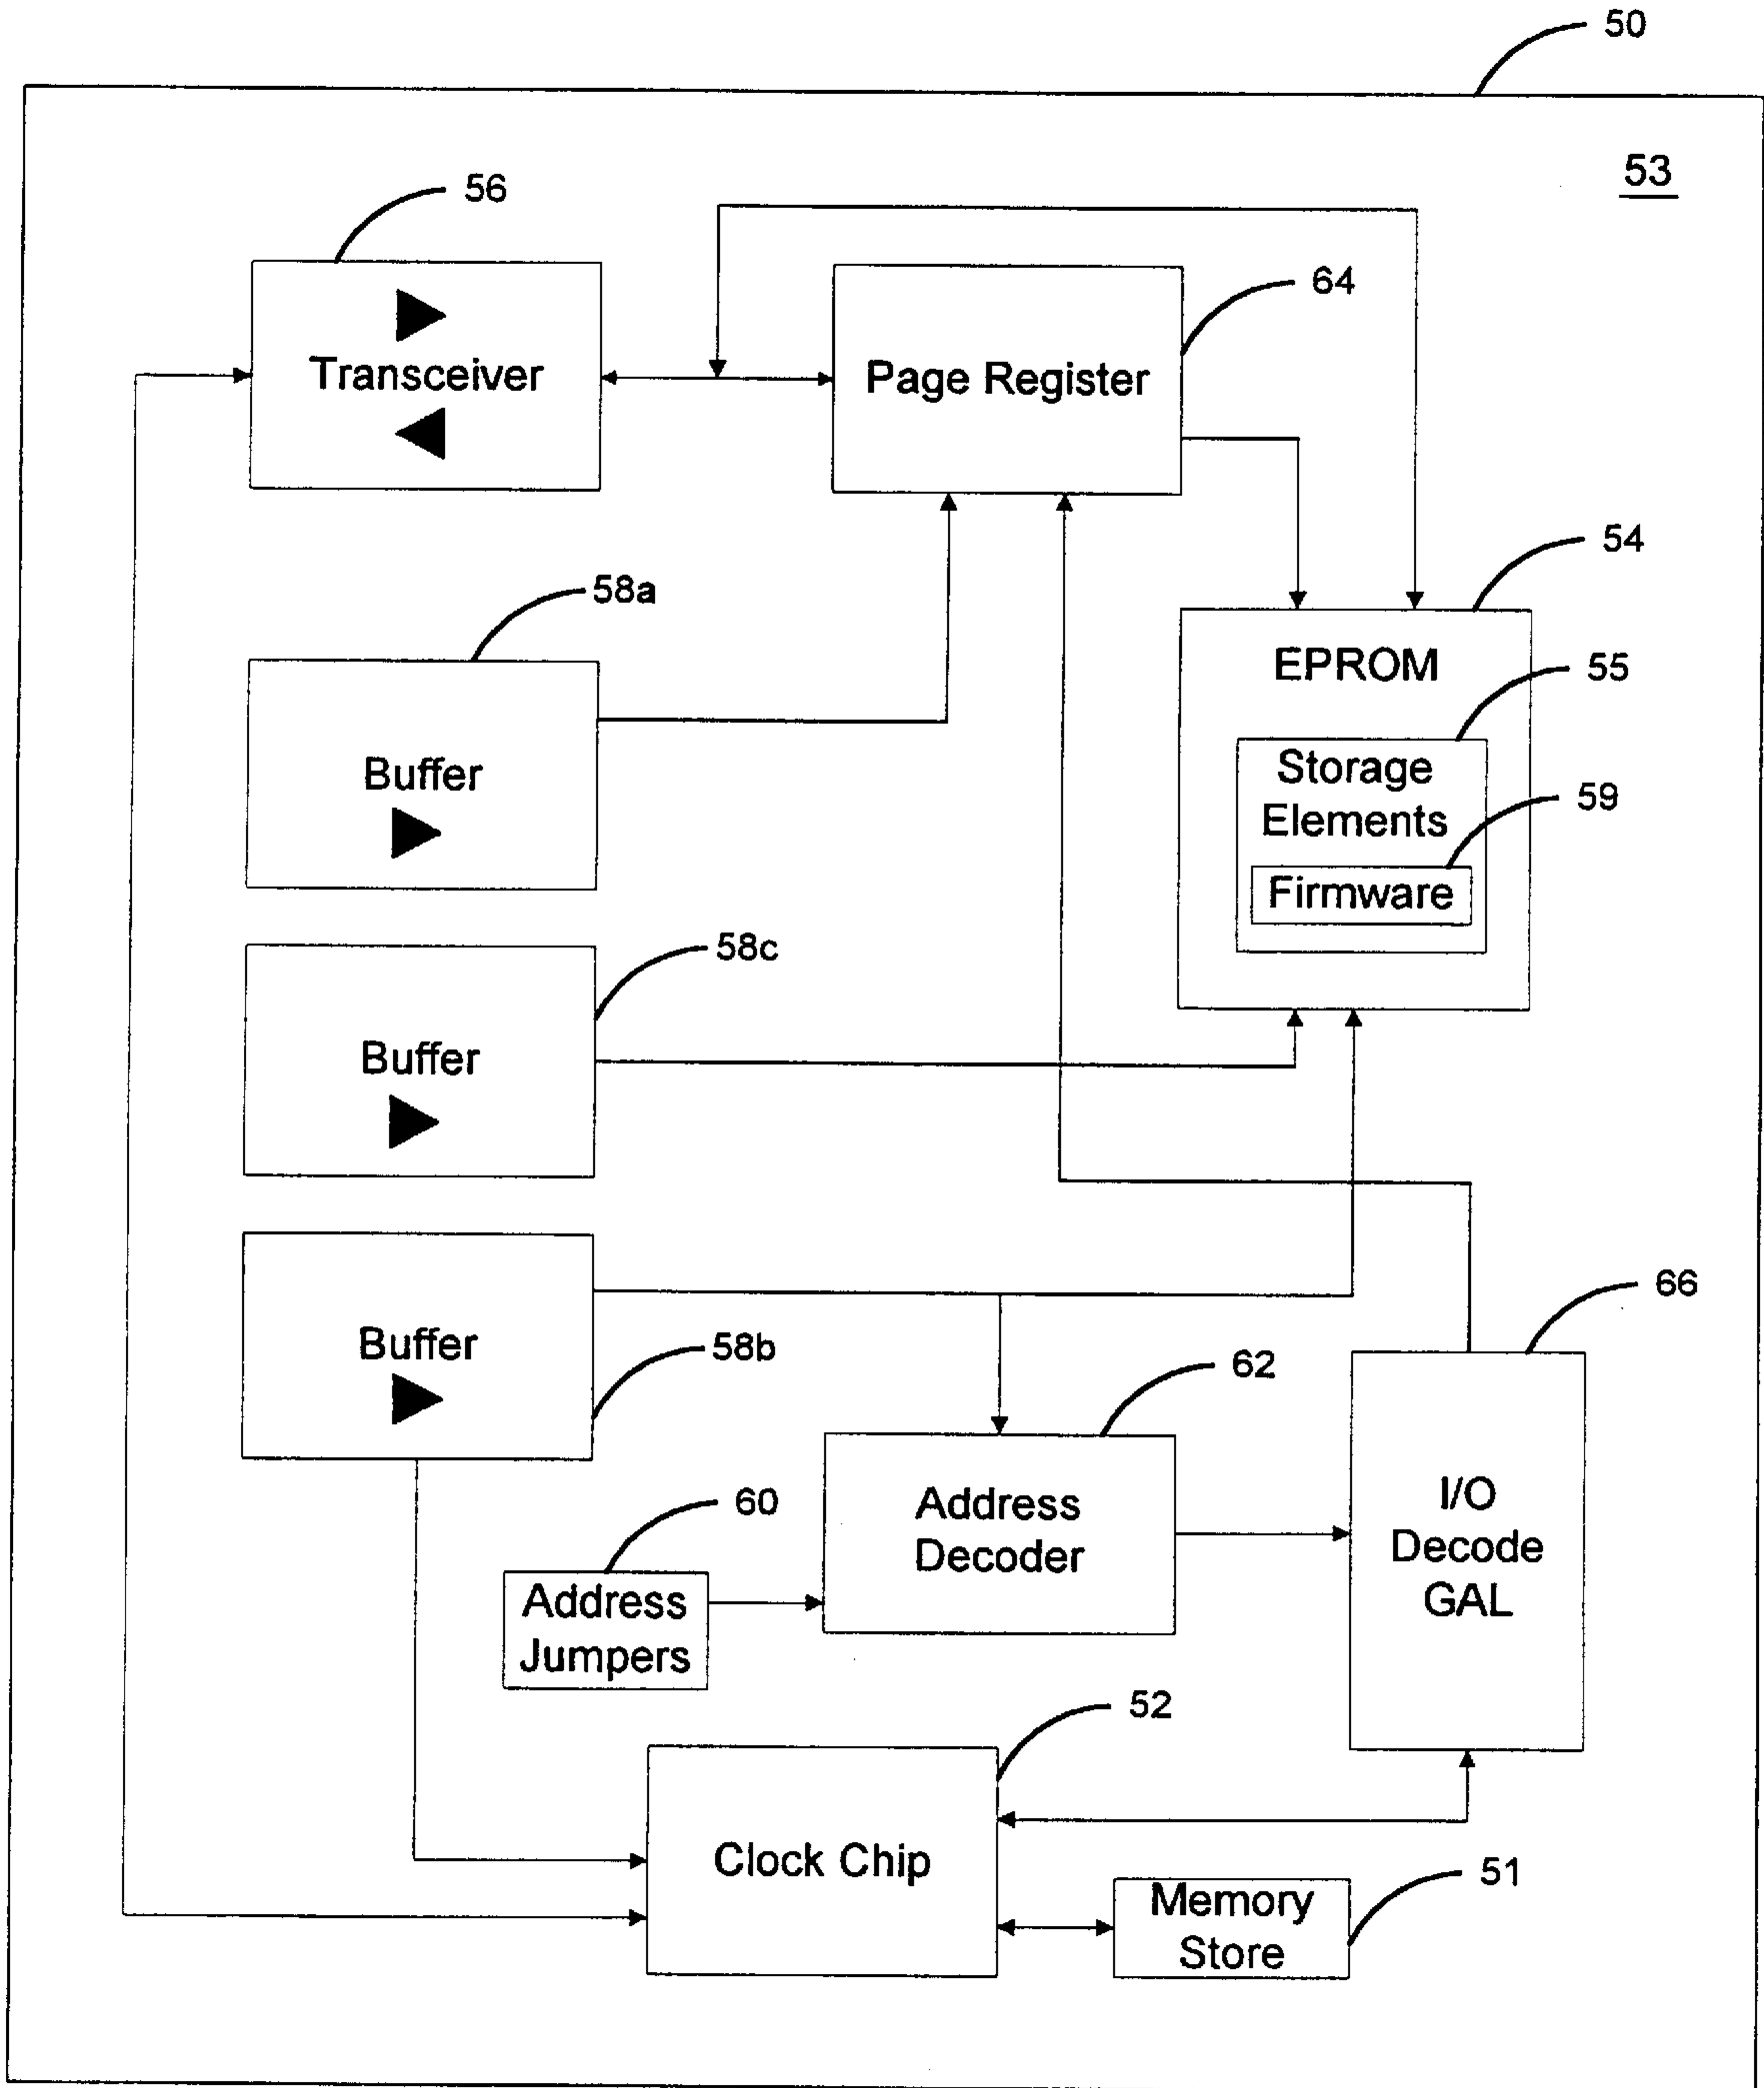 50
53
56
Transceiver
64
Page Register
58a
Buffer
54
EPROM
55
Storage
Elements
59
Firmware
58c
Buffer
58b
Buffer
66
I/O
Decode
GAL
62
Address
Decoder
60
Address
Jumpers
52
Clock Chip
51
Memory
Store